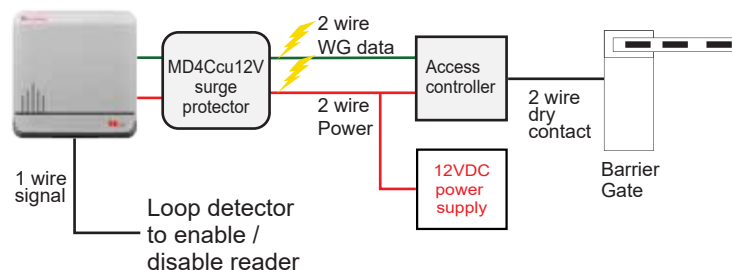 2 wire
WG data
MD4Ccu12V
surge
protector
Access
controller
2 wire
Power
2 wire
dry
contact
1 wire
signal
12VDC
power
supply
Barrier
Gate
Loop detector
to enable /
disable reader